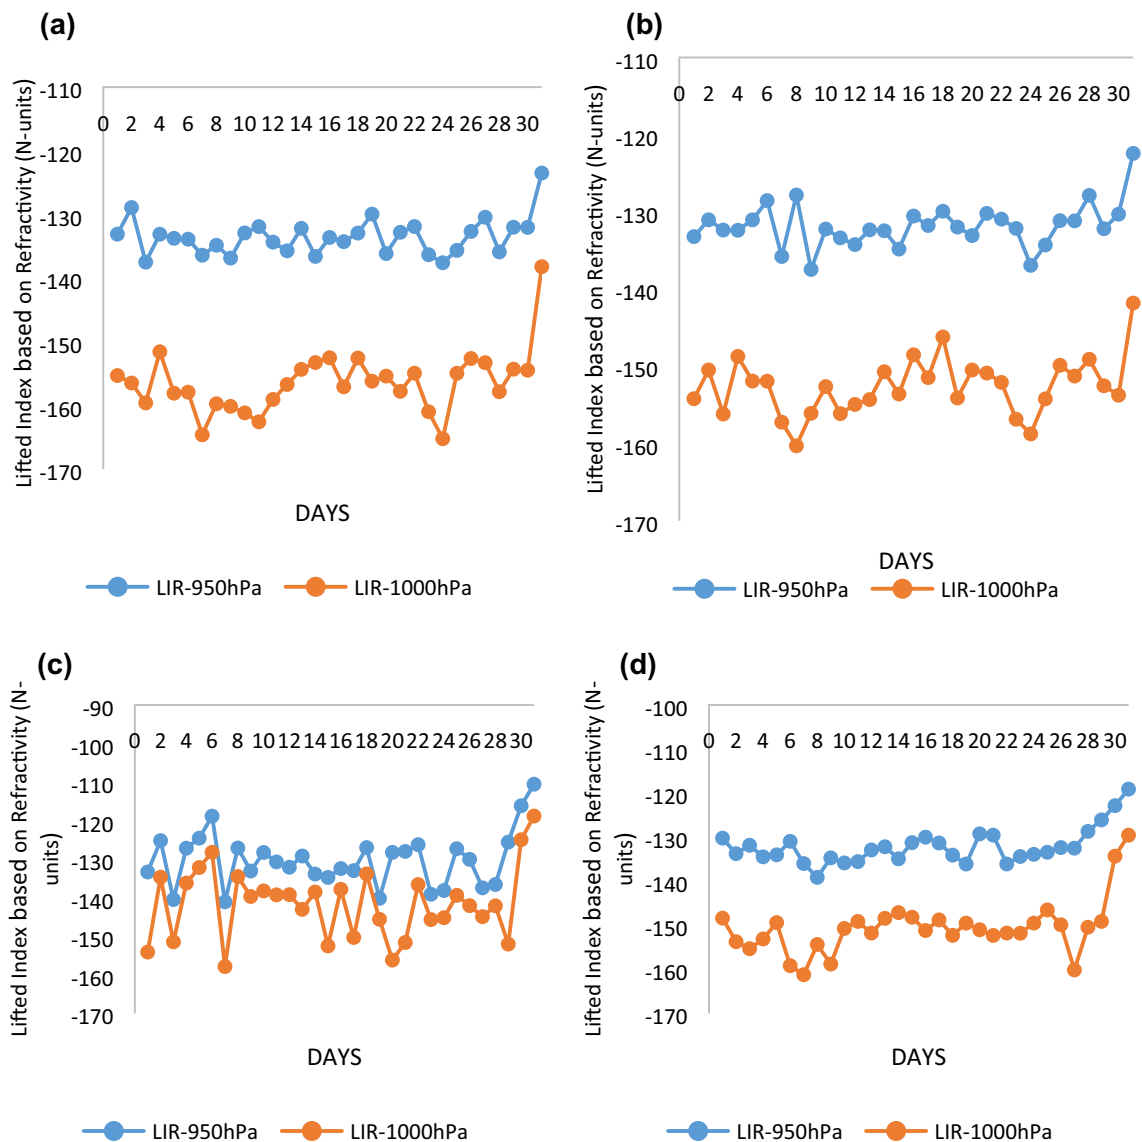 (a)
Lifted Index based on Refractivity (N-units)
-110
0 2 4 6 8 10 12 14 16 18 20 22 24 26 28 30
-120
-130
-140
-150
-160
-170
DAYS
LIR-950hPa LIR-1000hPa
(b)
Lifted Index based on Refractivity (N-units)
-110
0 2 4 6 8 10 12 14 16 18 20 22 24 26 28 30
-120
-130
-140
-150
-160
-170
DAYS
LIR-950hPa LIR-1000hPa
(c)
Lifted Index based on Refractivity (N-
units)
-90
-100
0 2 4 6 8 10 12 14 16 18 20 22 24 26 28 30
-110
-120
-130
-140
-150
-160
-170
DAYS
LIR-950hPa LIR-1000hPa
(d)
Lifted Index based on Refractivity (N-
units)
-100
0 2 4 6 8 10 12 14 16 18 20 22 24 26 28 30
-110
-120
-130
-140
-150
-160
-170
DAYS
LIR-950hPa LIR-1000hPa